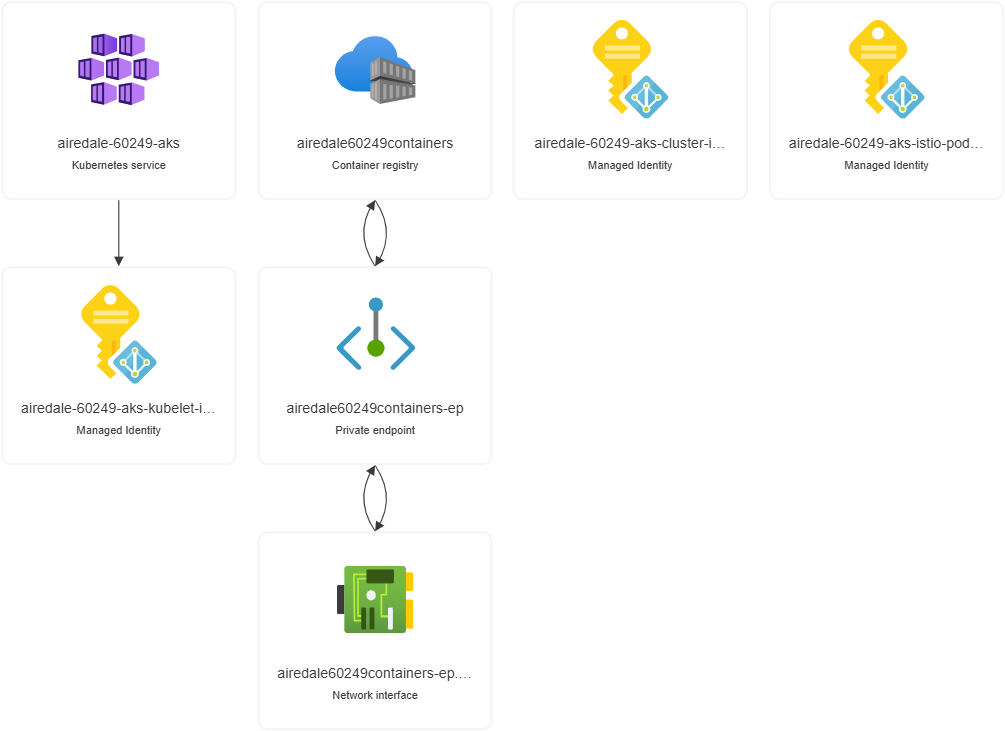 airedale-60249-aks
Kubernetes service
airedale60249containers
Container registry
airedale-60249-aks-cluster-i...
Managed Identity
airedale-60249-aks-istio-pod...
Managed Identity
airedale-60249-aks-kubelet-i...
Managed Identity
airedale60249containers-ep
Private endpoint
airedale60249containers-ep....
Network interface